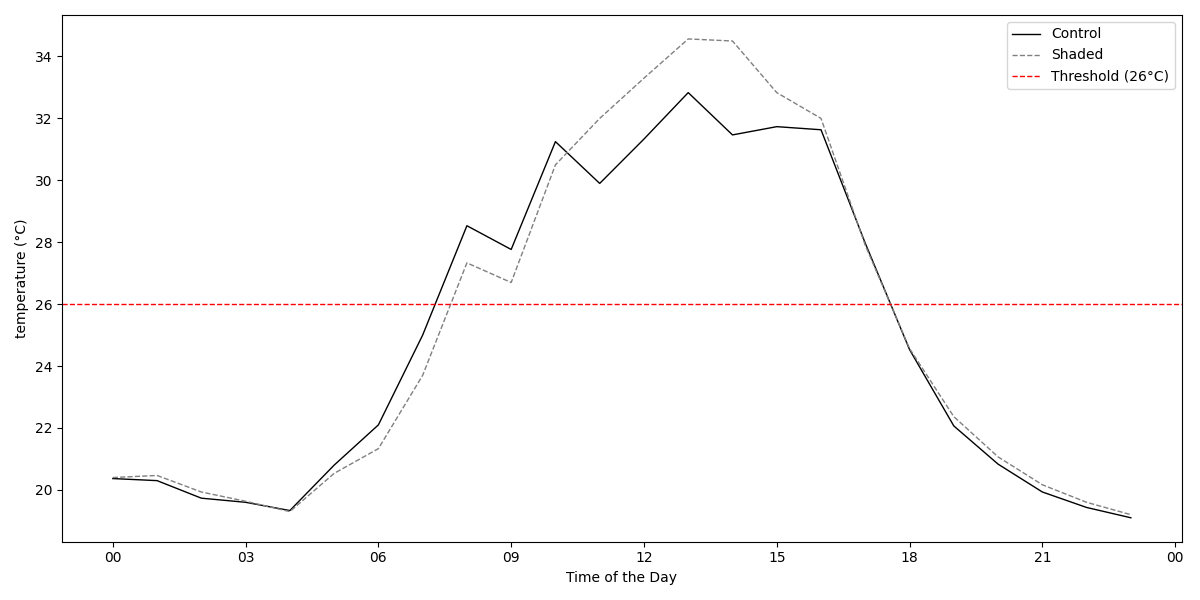 Control
Shaded
Threshold (26°C)
temperature (°C)
34
32
30
28
26
24
22
20
00 03 06 09 12 15 18 21 00
Time of the Day